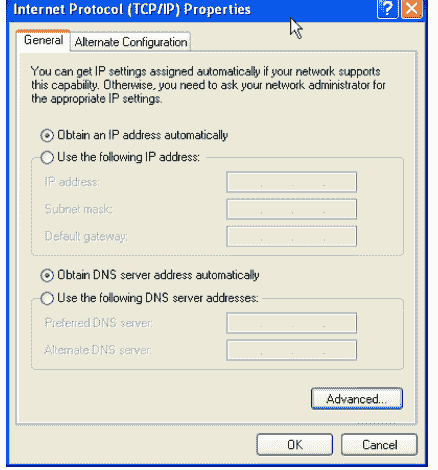 Internet Protocol (TCP/IP) Properties
General Alternate Configuration
You can get IP settings assigned automatically if your network supports
this capability. Otherwise, you need to ask your network administrator for
the appropriate IP settings.
Obtain an IP address automatically
Use the following IP address:
IP address:
Subnet mask:
Default gateway:
Obtain DNS server address automatically
Use the following DNS server addresses:
Preferred DNS server:
Alternate DNS server:
Advanced...
OK Cancel